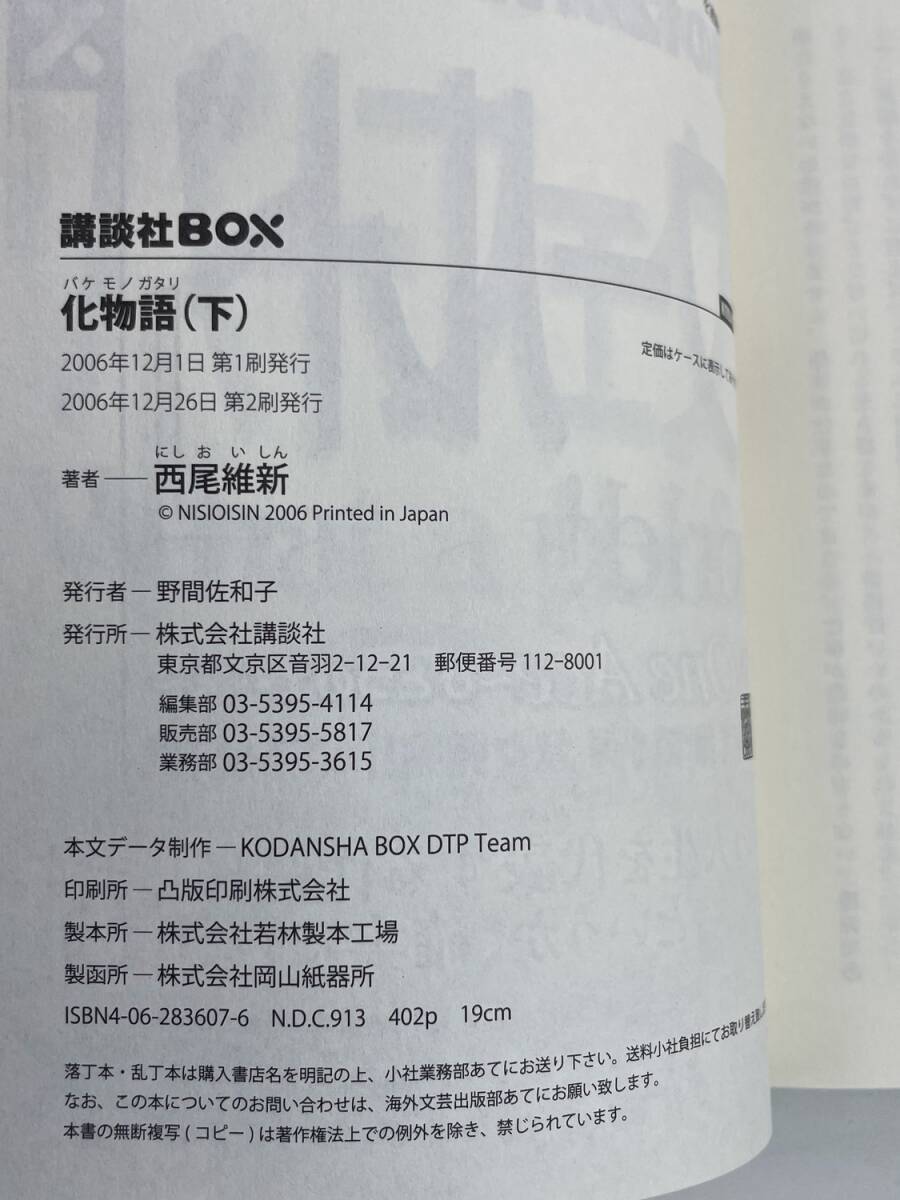 講談社BOX
バケモノガタリ
化物語(下)
2006年12月1日 第1刷発行
2006年12月26日 第2刷発行
定価はケースに表示して
にしおいしん
著者――西尾維新
© NISIOISIN 2006 Printed in Japan
発行者―野間佐和子
発行所―株式会社講談社
東京都文京区音羽2-12-21 郵便番号 112-8001
編集部 03-5395-4114
販売部 03-5395-5817
業務部 03-5395-3615
本文データ制作―KODANSHA BOX DTP Team
印刷所―凸版印刷株式会社
製本所―株式会社若林製本工場
製函所―株式会社岡山紙器所
ISBN4-06-283607-6 N.D.C.913 402p 19cm
落丁本・乱丁本は購入書店名を明記の上、小社業務部あてにお送り下さい。送料小社負担にてお取り替え致し
なお、この本についてのお問い合わせは、海外文芸出版部あてにお願い致します。
本書の無断複写(コピー)は著作権法上での例外を除き、禁じられています。